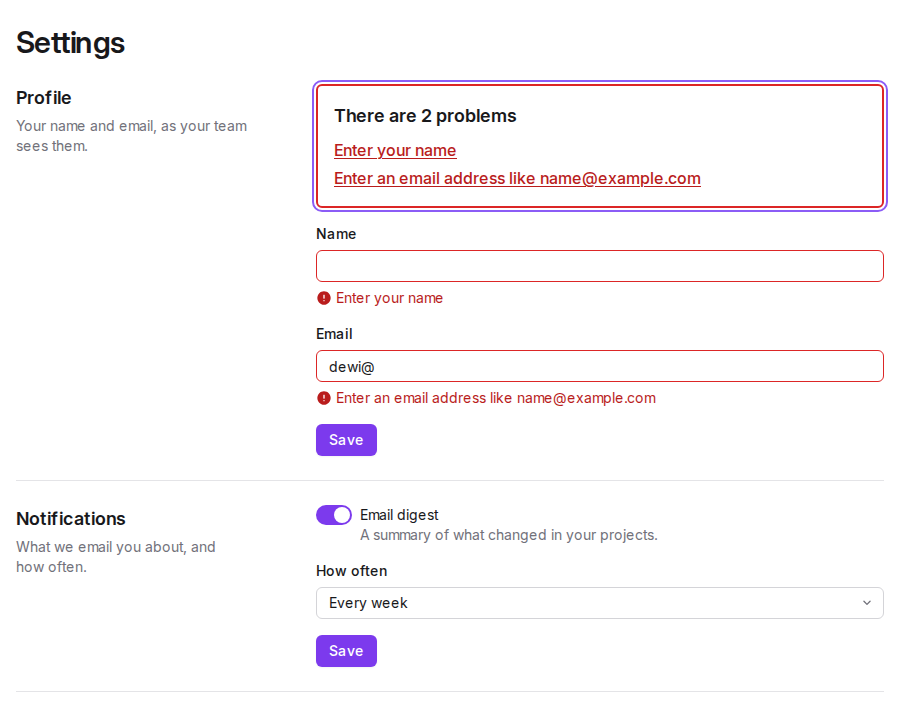 Settings
Profile
Your name and email, as your team
sees them.
There are 2 problems
Enter your name
Enter an email address like name@example.com
Name
Enter your name
Email
dewi@
Enter an email address like name@example.com
Save
Notifications
What we email you about, and
how often.
Email digest
A summary of what changed in your projects.
How often
Every week
Save